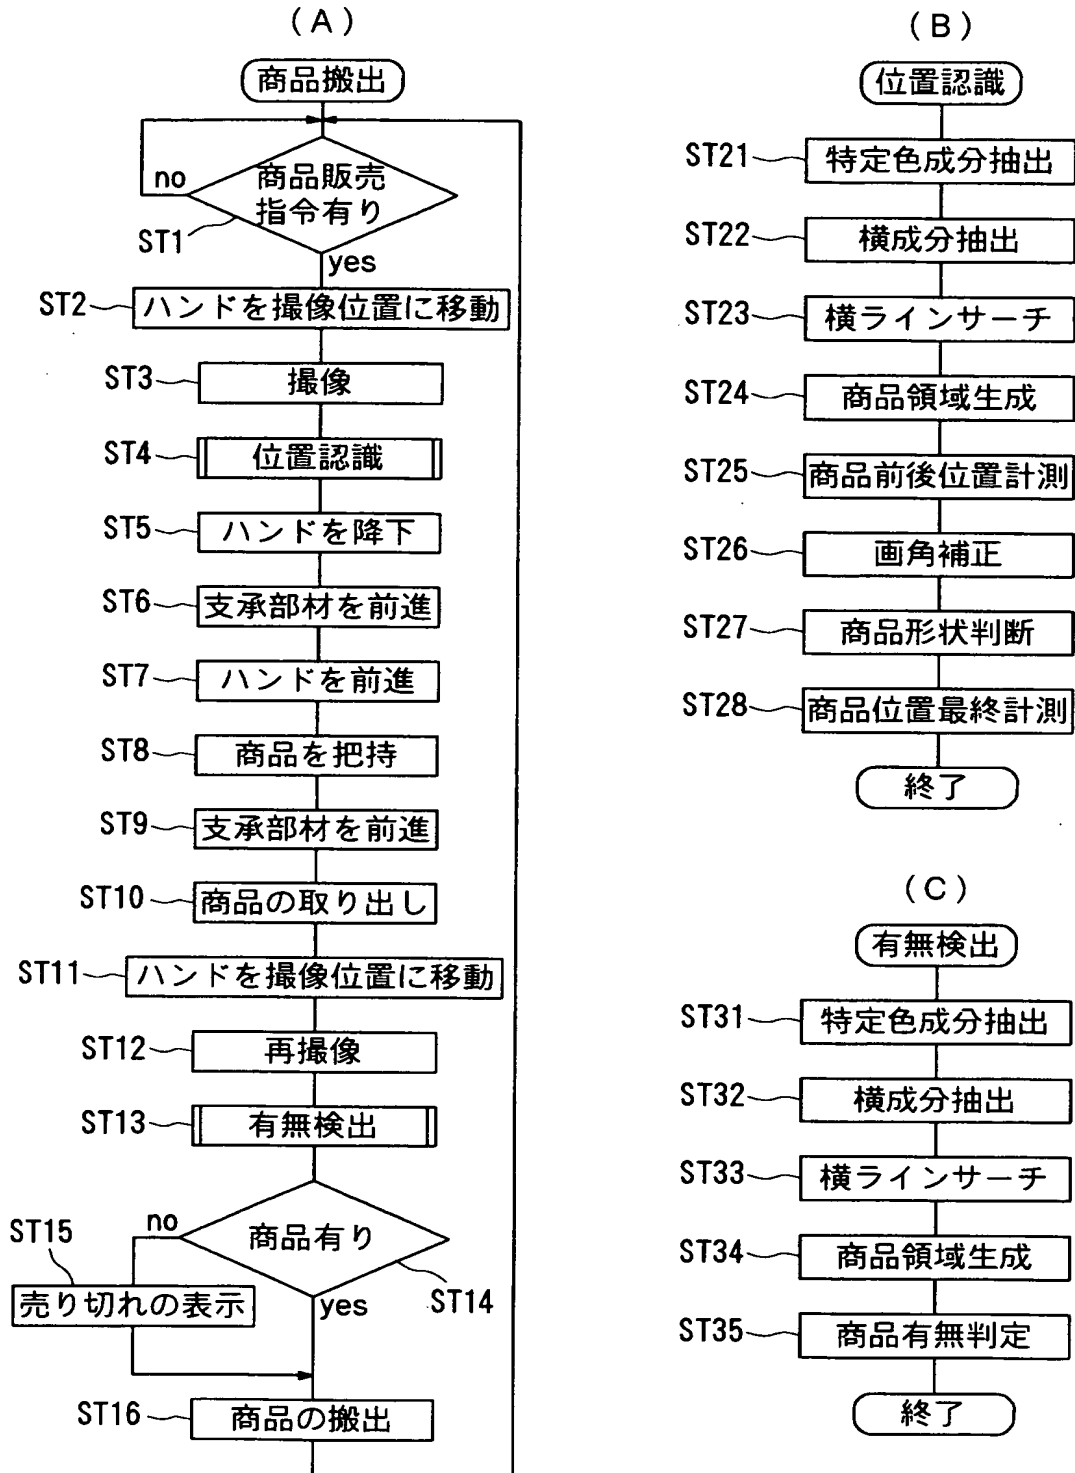 (A)
商品搬出
no
商品販売
指令有り
ST1
yes
ST2
ハンドを撮像位置に移動
ST3
撮像
ST4
位置認識
ST5
ハンドを降下
ST6
支承部材を前進
ST7
ハンドを前進
ST8
商品を把持
ST9
支承部材を前進
ST10
商品の取り出し
ST11
ハンドを撮像位置に移動
ST12
再撮像
ST13
有無検出
no
商品有り
ST14
yes
ST15
売り切れの表示
ST16
商品の搬出
(B)
位置認識
ST21
特定色成分抽出
ST22
横成分抽出
ST23
横ラインサーチ
ST24
商品領域生成
ST25
商品前後位置計測
ST26
画角補正
ST27
商品形状判断
ST28
商品位置最終計測
終了
(C)
有無検出
ST31
特定色成分抽出
ST32
横成分抽出
ST33
横ラインサーチ
ST34
商品領域生成
ST35
商品有無判定
終了